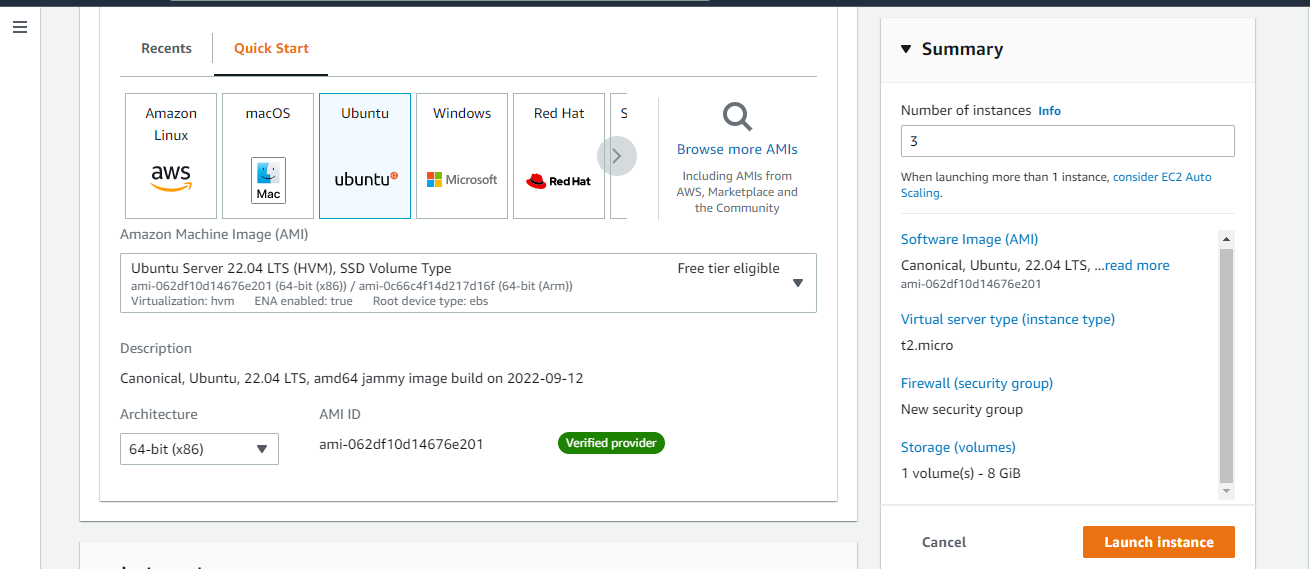 Recents
Quick Start
Amazon
Linux
aws
macOS
Mac
Ubuntu
ubuntu
Windows
Microsoft
Red Hat
Red Hat
S
Browse more AMIs
Including AMIs from
AWS, Marketplace and
the Community
Amazon Machine Image (AMI)
Ubuntu Server 22.04 LTS (HVM), SSD Volume Type
Free tier eligible
ami-062df10d14676e201 (64-bit (x86)) / ami-0c66c4f14d217d16f (64-bit (Arm))
Virtualization: hvm ENA enabled: true Root device type: ebs
Description
Canonical, Ubuntu, 22.04 LTS, amd64 jammy image build on 2022-09-12
Architecture
64-bit (x86)
AMI ID
ami-062df10d14676e201
Verified provider
Summary
Number of instances Info
3
When launching more than 1 instance, consider EC2 Auto
Scaling.
Software Image (AMI)
Canonical, Ubuntu, 22.04 LTS, ...read more
ami-062df10d14676e201
Virtual server type (instance type)
t2.micro
Firewall (security group)
New security group
Storage (volumes)
1 volume(s) - 8 GiB
Cancel
Launch instance